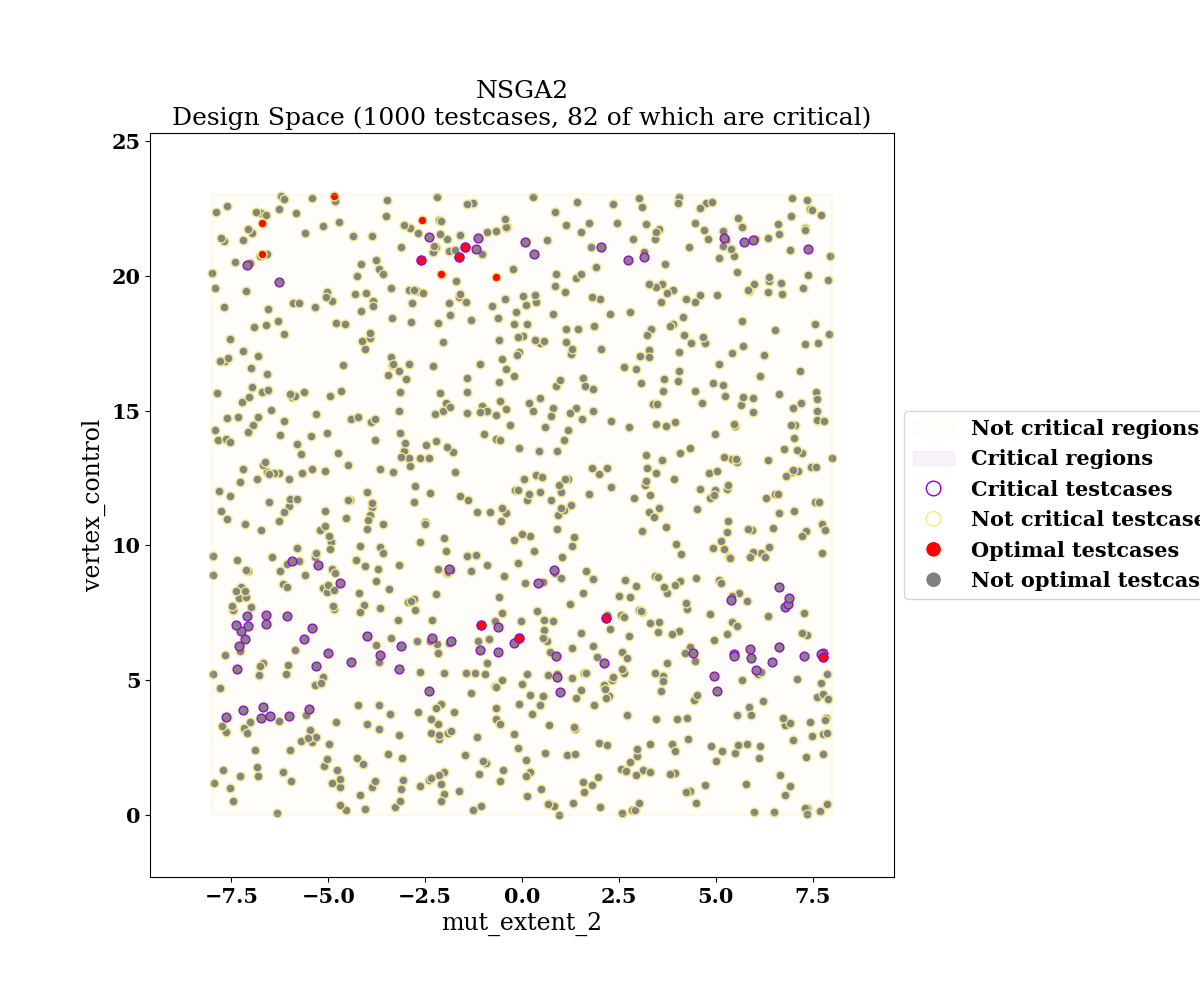 NSGA2
Design Space (1000 testcases, 82 of which are critical)
25
20
15
10
5
0
vertex_control
−7.5 −5.0 −2.5 0.0 2.5 5.0 7.5
mut_extent_2
Not critical regions
Critical regions
Critical testcases
Not critical testcase
Optimal testcases
Not optimal testcas